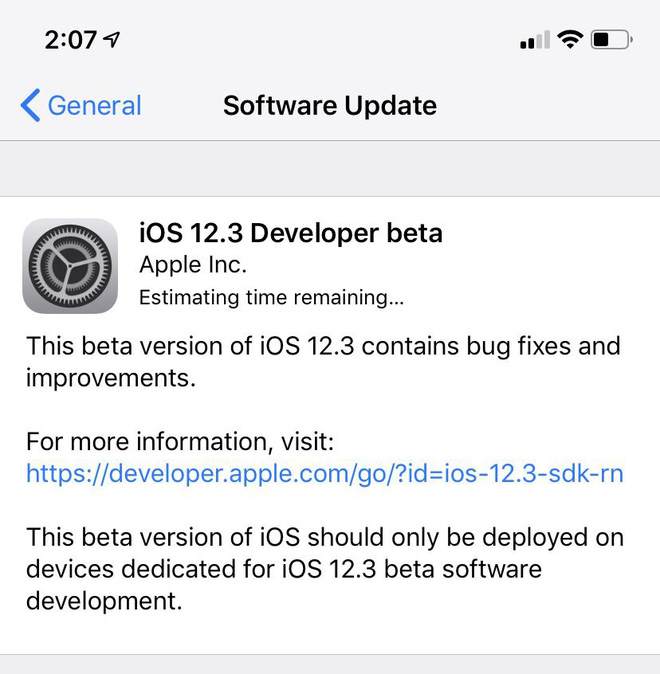 2:07
General
Software Update
iOS 12.3 Developer beta
Apple Inc.
Estimating time remaining...
This beta version of iOS 12.3 contains bug fixes and
improvements.
For more information, visit:
https://developer.apple.com/go/?id=ios-12.3-sdk-rn
This beta version of iOS should only be deployed on
devices dedicated for iOS 12.3 beta software
development.